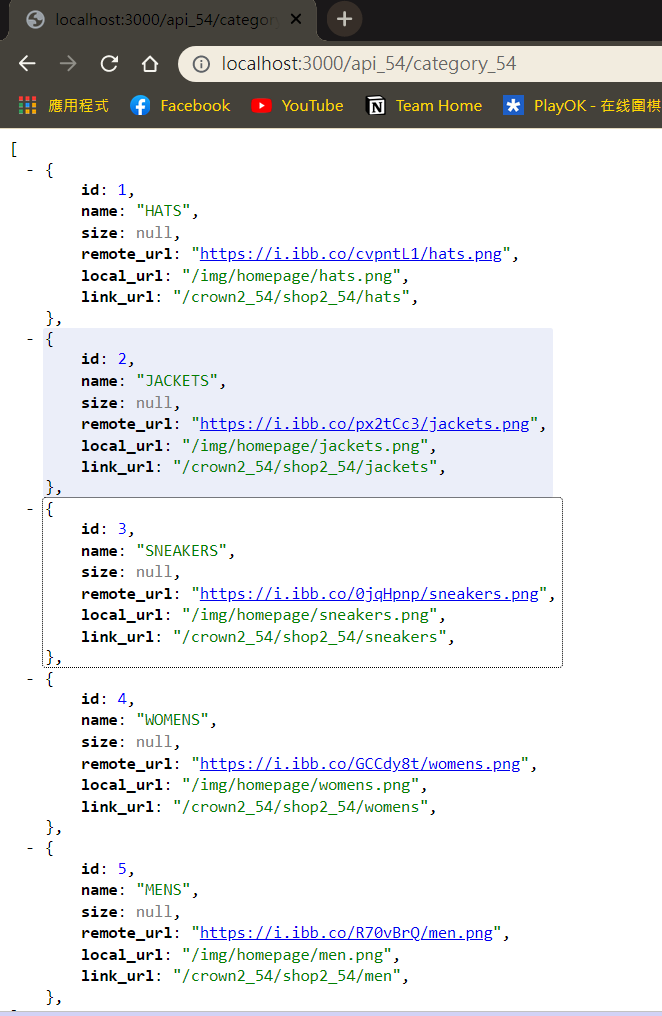 localhost:3000/api_54/category
localhost:3000/api_54/category_54
應用程式 Facebook YouTube Team Home PlayOK - 在线圍棋
[
- {
id: 1,
name: "HATS",
size: null,
remote_url: "https://i.ibb.co/cvpntL1/hats.png",
local_url: "/img/homepage/hats.png",
link_url: "/crown2_54/shop2_54/hats",
},
- {
id: 2,
name: "JACKETS",
size: null,
remote_url: "https://i.ibb.co/px2tCc3/jackets.png",
local_url: "/img/homepage/jackets.png",
link_url: "/crown2_54/shop2_54/jackets",
},
- {
id: 3,
name: "SNEAKERS",
size: null,
remote_url: "https://i.ibb.co/0jqHpnp/sneakers.png",
local_url: "/img/homepage/sneakers.png",
link_url: "/crown2_54/shop2_54/sneakers",
},
- {
id: 4,
name: "WOMENS",
size: null,
remote_url: "https://i.ibb.co/GCCdy8t/womens.png",
local_url: "/img/homepage/womens.png",
link_url: "/crown2_54/shop2_54/womens",
},
- {
id: 5,
name: "MENS",
size: null,
remote_url: "https://i.ibb.co/R70vBrQ/men.png",
local_url: "/img/homepage/men.png",
link_url: "/crown2_54/shop2_54/men",
},